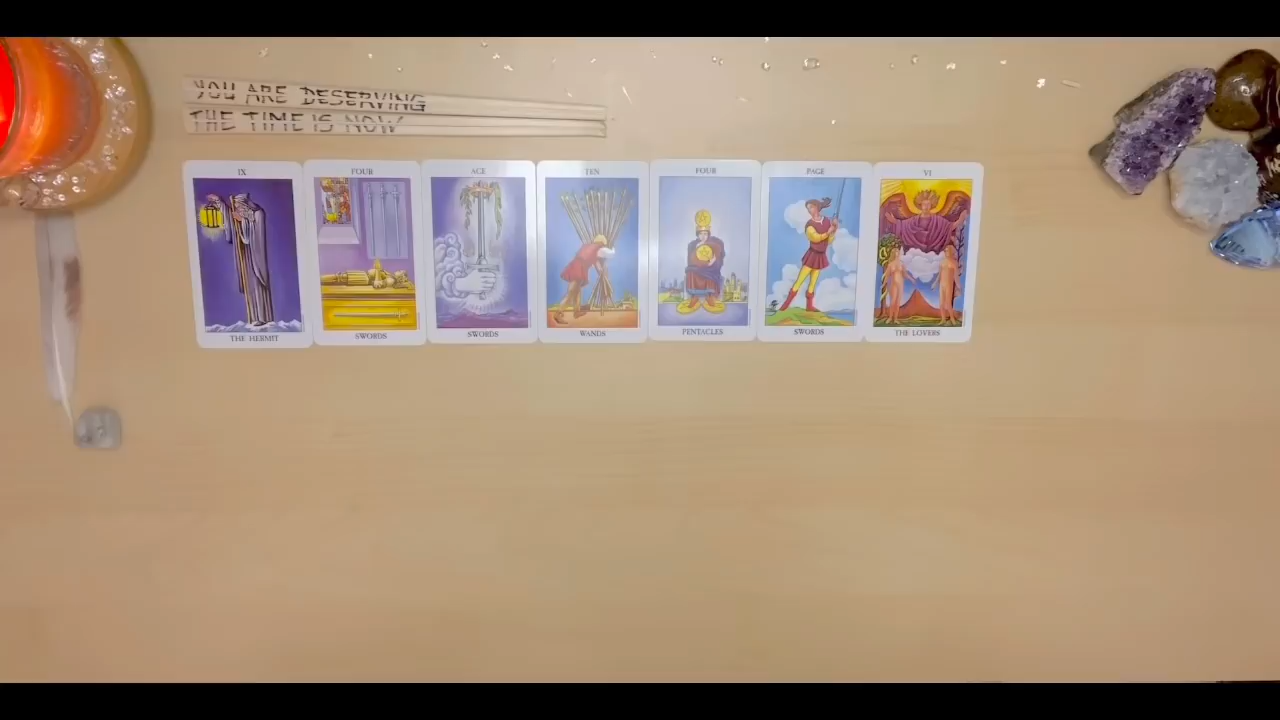 YOU ARE DESERVING
THE TIME IS NOW
IX
FOUR
ACE
TEN
FOUR
PAGE
VI
THE HERMIT
SWORDS
SWORDS
WANDS
PENTACLES
SWORDS
THE LOVERS